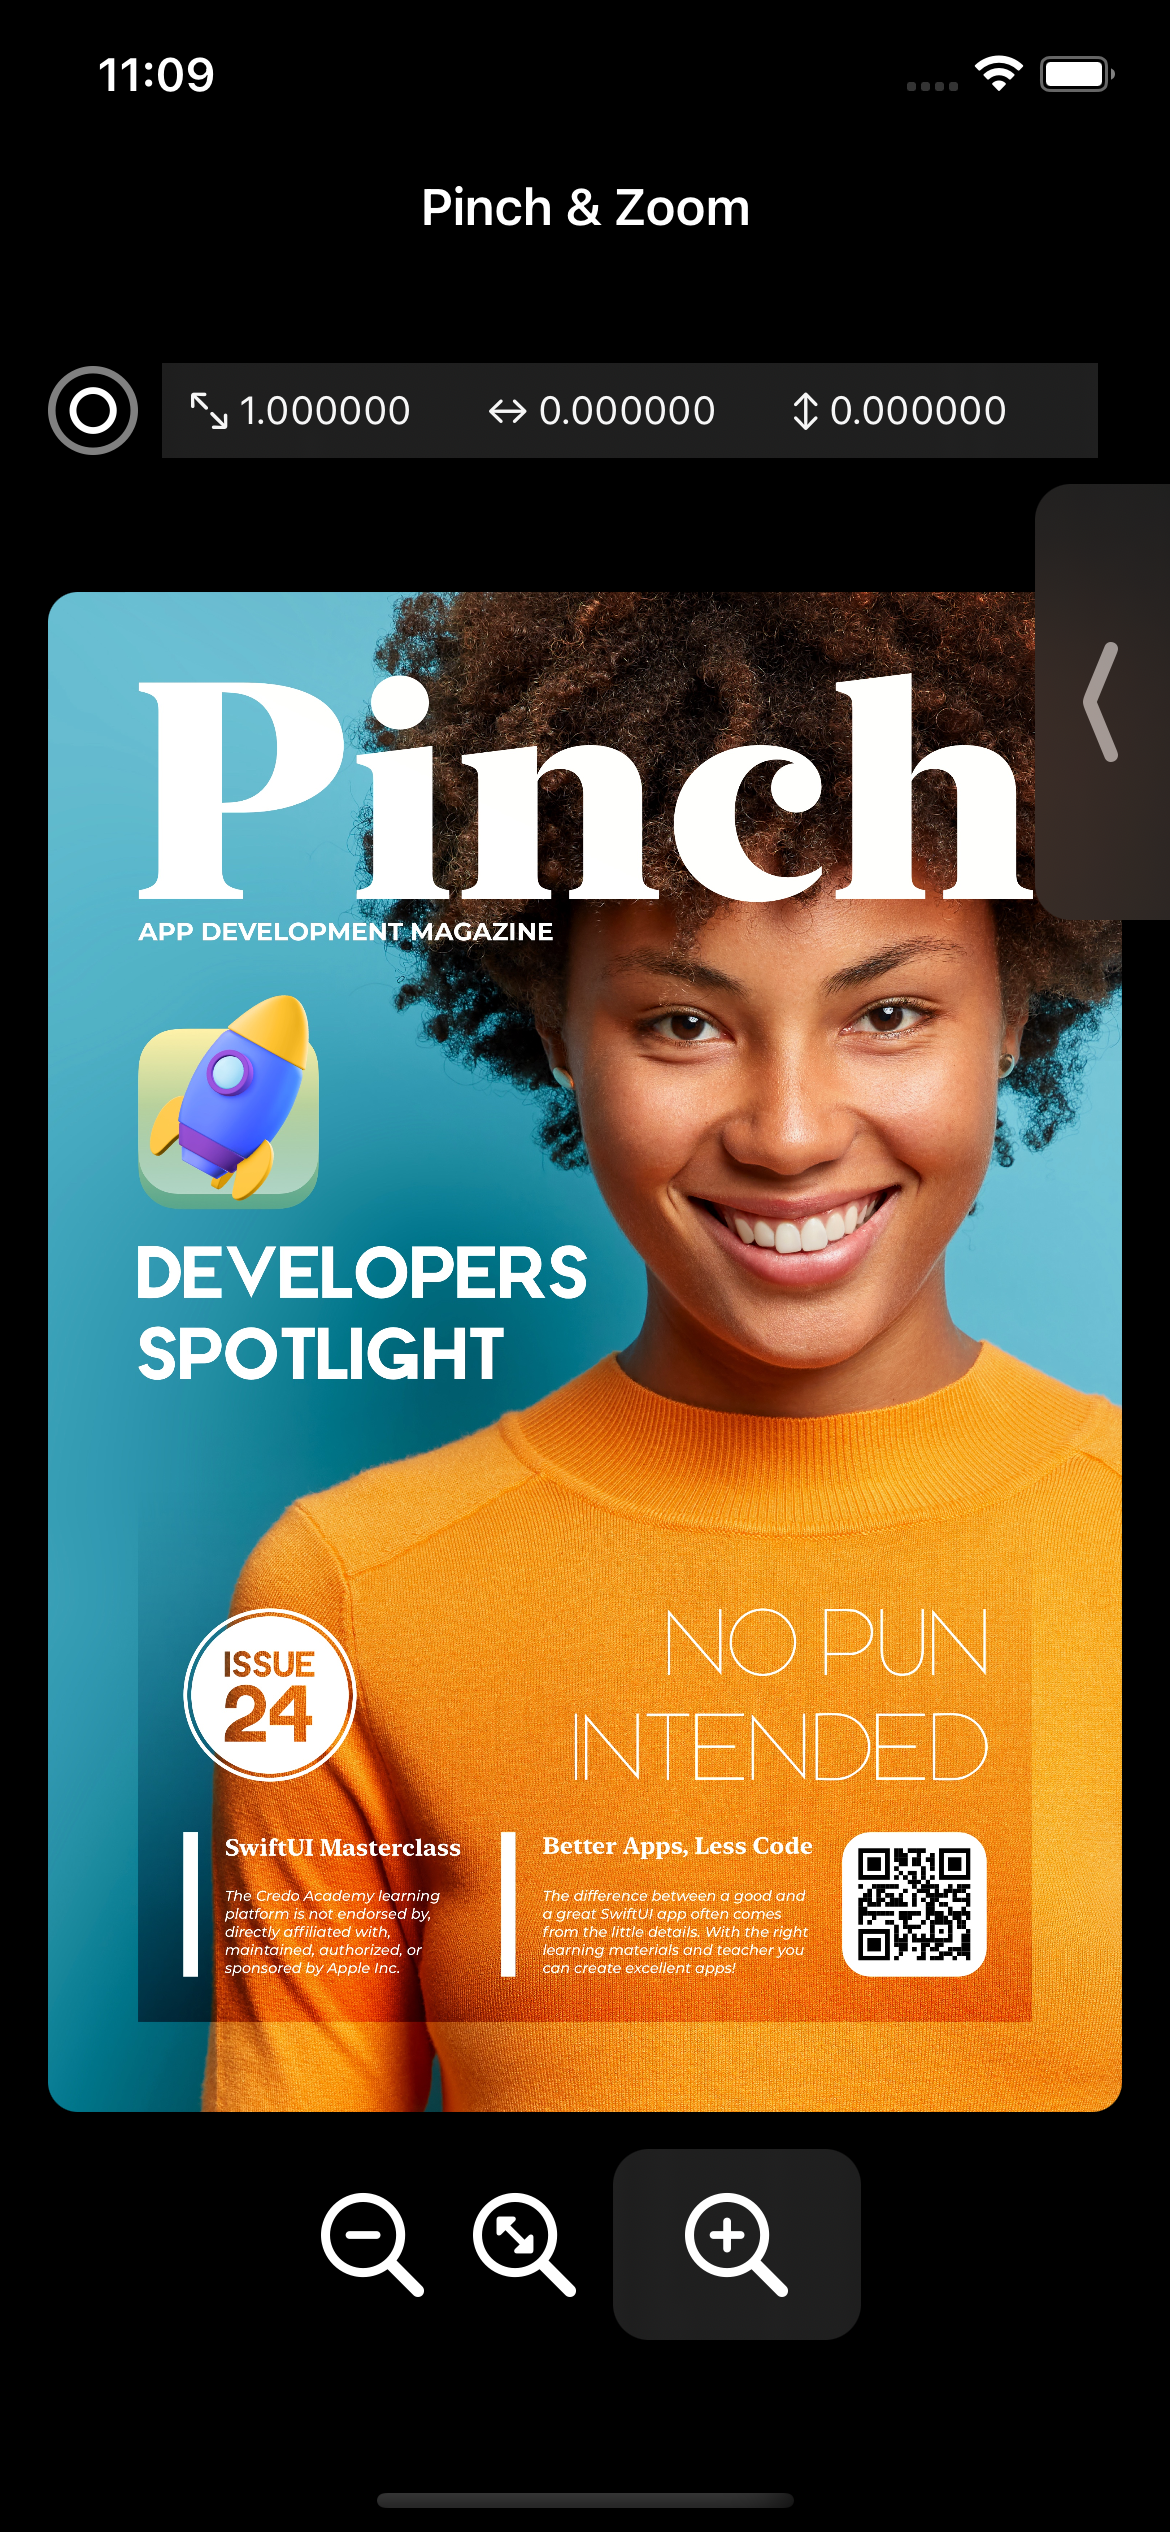 11:09
Pinch & Zoom
1.000000 0.000000 0.000000
Pinch
APP DEVELOPMENT MAGAZINE
DEVELOPERS
SPOTLIGHT
ISSUE
24
NO PUN
INTENDED
SwiftUI Masterclass
The Credo Academy learning
platform is not endorsed by,
directly affiliated with,
maintained, authorized, or
sponsored by Apple Inc.
Better Apps, Less Code
The difference between a good and
a great SwiftUI app often comes
from the little details. With the right
learning materials and teacher you
can create excellent apps!